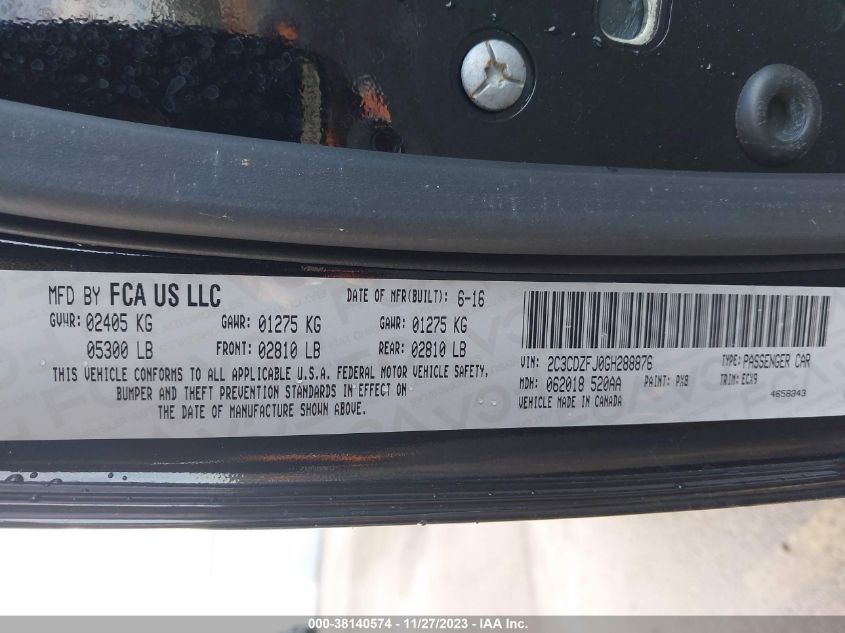 MFD BY FCA US LLC DATE OF MFR(BUILT): 6-16
GVWR: 02405 KG GAWR: 01275 KG GAWR: 01275 KG
05300 LB FRONT: 02810 LB REAR: 02810 LB
THIS VEHICLE CONFORMS TO ALL APPLICABLE U.S.A. FEDERAL MOTOR VEHICLE SAFETY,
BUMPER AND THEFT PREVENTION STANDARDS IN EFFECT ON
THE DATE OF MANUFACTURE SHOWN ABOVE.
VIN: 2C3CDZFJ0GH288876 TYPE: PASSENGER CAR
MDH: 062018 520AA PAINT: PX8 TRIM: ECX9
VEHICLE MADE IN CANADA 4658343
000-38140574 - 11/27/2023 - IAA Inc.